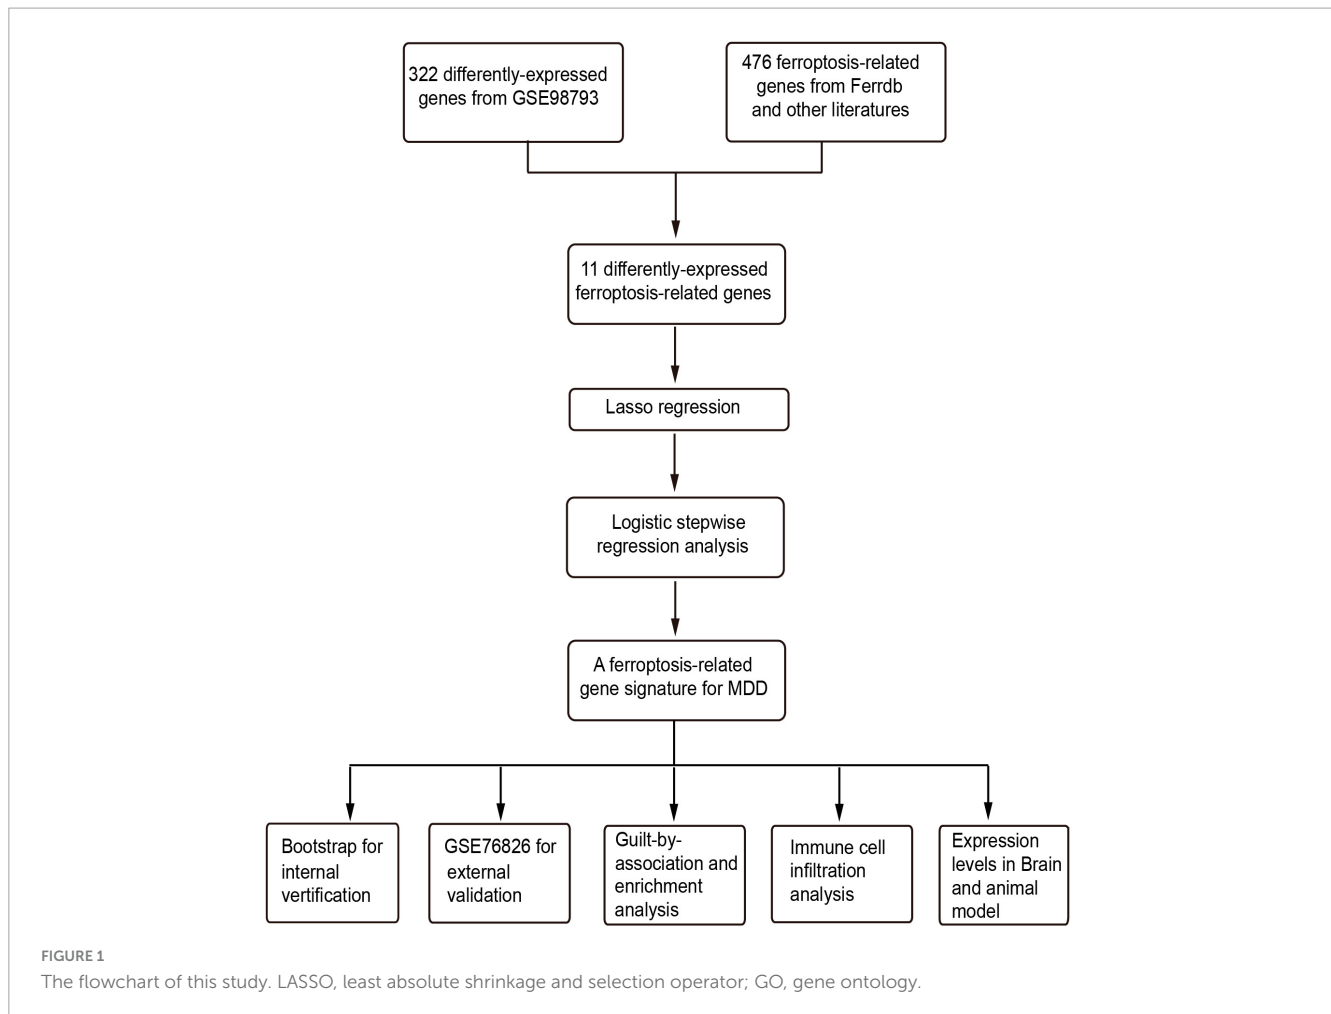 322 differently-expressed
genes from GSE98793
476 ferroptosis-related
genes from Ferrdb
and other literatures
11 differently-expressed
ferroptosis-related genes
Lasso regression
Logistic stepwise
regression analysis
A ferroptosis-related
gene signature for MDD
Bootstrap for
internal
vertification
GSE76826 for
external
validation
Guilt-by-
association and
enrichment
analysis
Immune cell
infiltration
analysis
Expression
levels in Brain
and animal
model
FIGURE 1
The flowchart of this study. LASSO, least absolute shrinkage and selection operator; GO, gene ontology.